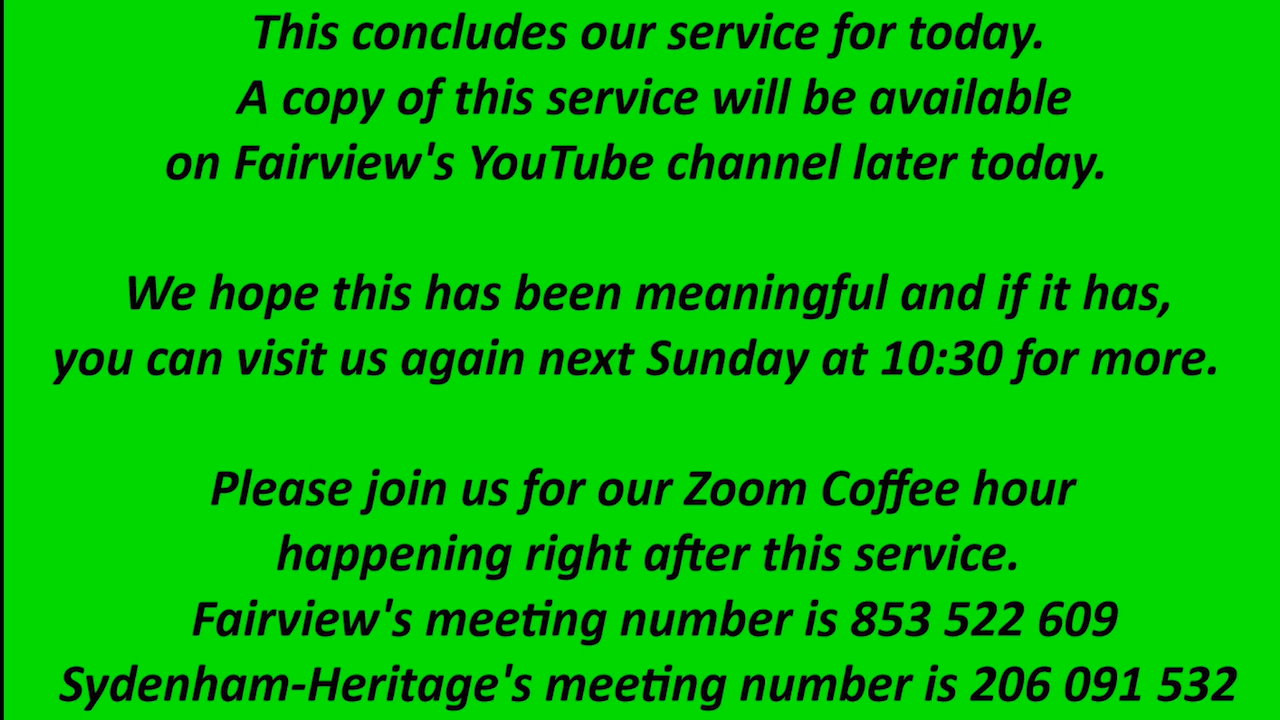 This concludes our service for today.
A copy of this service will be available
on Fairview's YouTube channel later today.
We hope this has been meaningful and if it has,
you can visit us again next Sunday at 10:30 for more.
Please join us for our Zoom Coffee hour
happening right after this service.
Fairview's meeting number is 853 522 609
Sydenham-Heritage's meeting number is 206 091 532